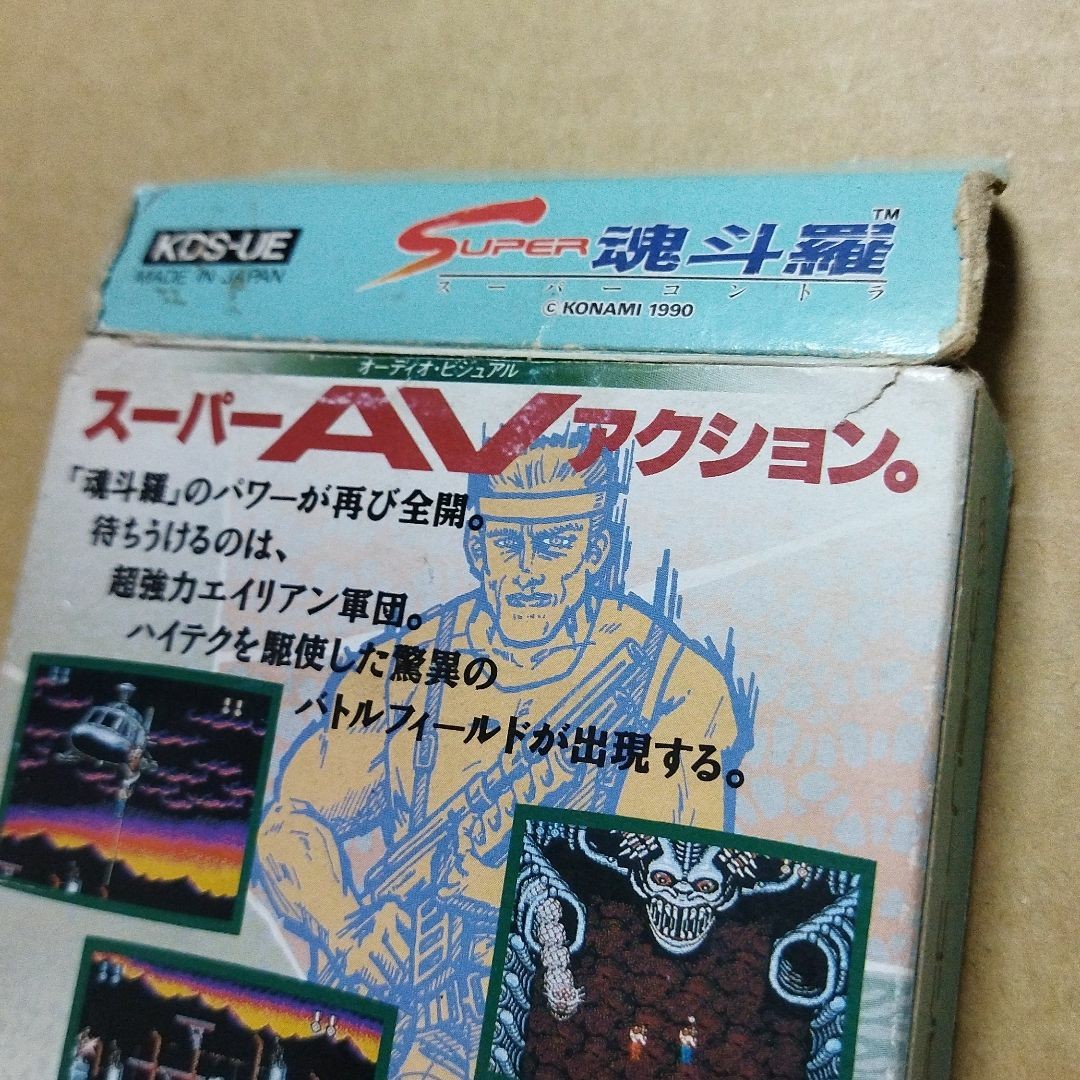 KDS-UE
MADE IN JAPAN
SUPER 魂斗羅™
スーパーコントラ
© KONAMI 1990
オーディオ・ビジュアル
スーパーAVアクション。
「魂斗羅」のパワーが再び全開。
待ちうけるのは、
超強力エイリアン軍団。
ハイテクを駆使した驚異の
バトルフィールドが出現する。